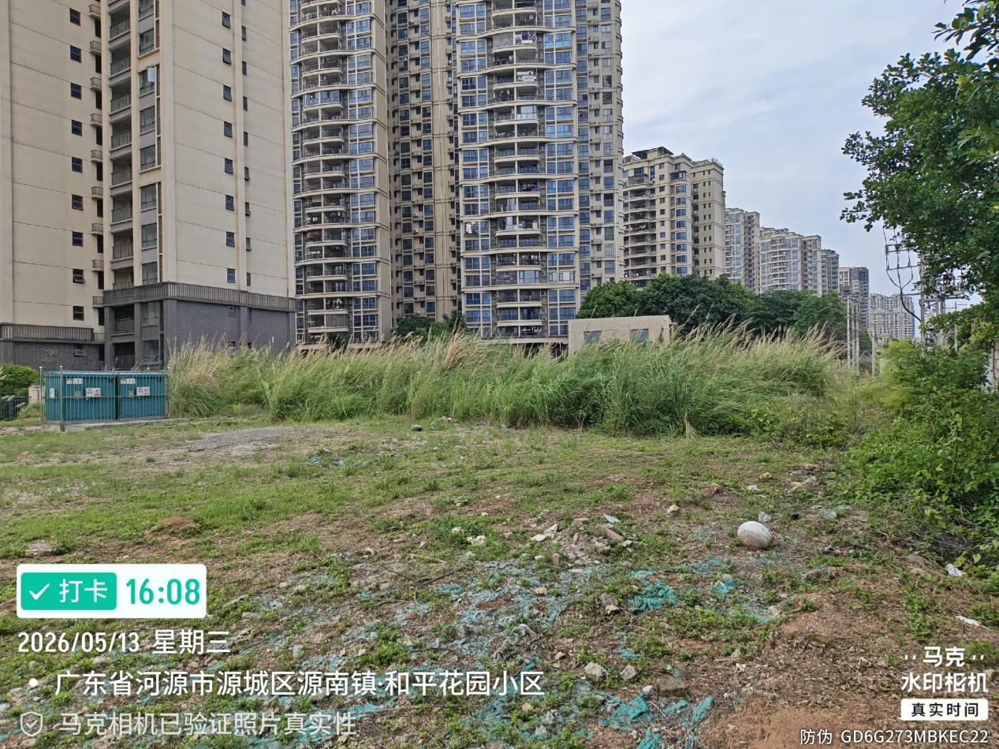 打卡 16:08
2026/05/13 星期三
广东省河源市源城区源南镇·和平花园小区
马克相机已验证照片真实性
马克
水印相机
真实时间
防伪 GD6G273MBKEC22